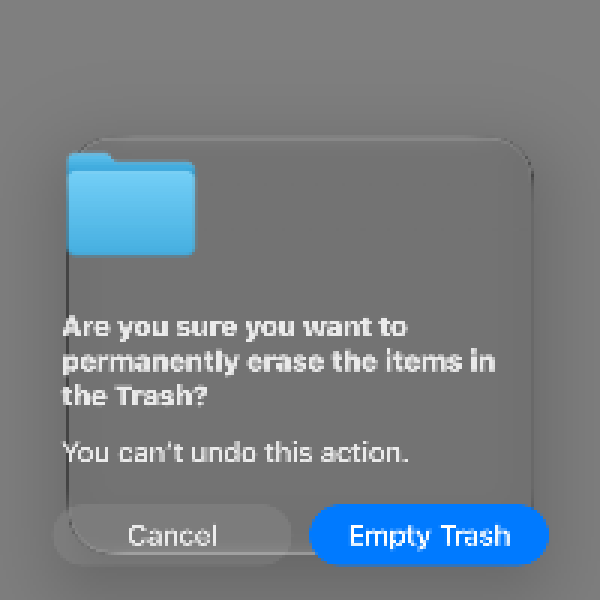 Are you sure you want to
permanently erase the items in
the Trash?
You can't undo this action.
Cancel
Empty Trash